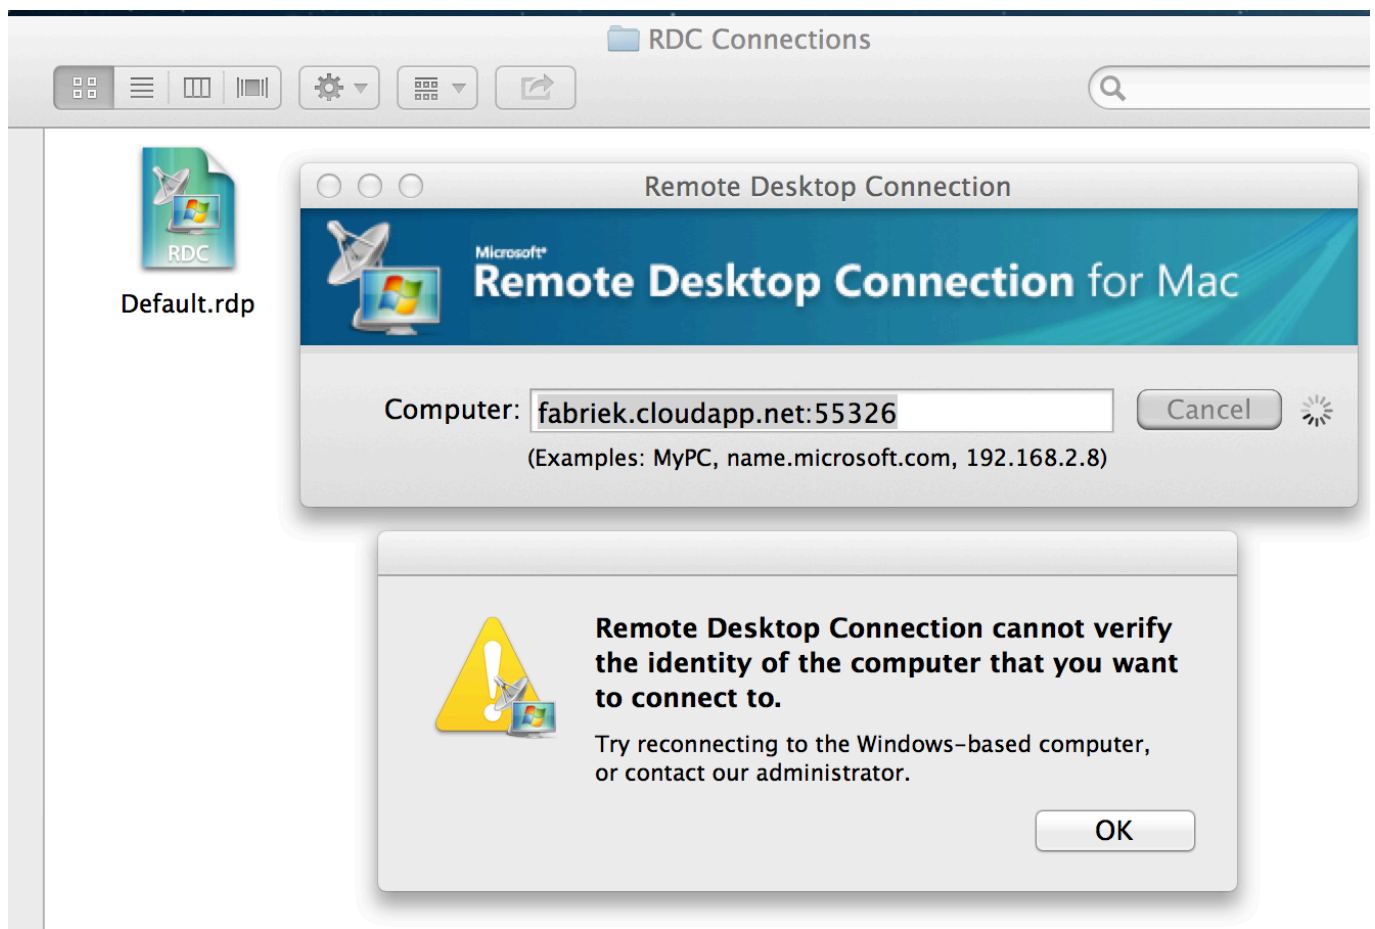 RDC Connections
RDC
Default.rdp
Remote Desktop Connection
Microsoft®
Remote Desktop Connection for Mac
Computer: fabriek.cloudapp.net:55326 Cancel
(Examples: MyPC, name.microsoft.com, 192.168.2.8)
Remote Desktop Connection cannot verify
the identity of the computer that you want
to connect to.
Try reconnecting to the Windows-based computer,
or contact our administrator.
OK